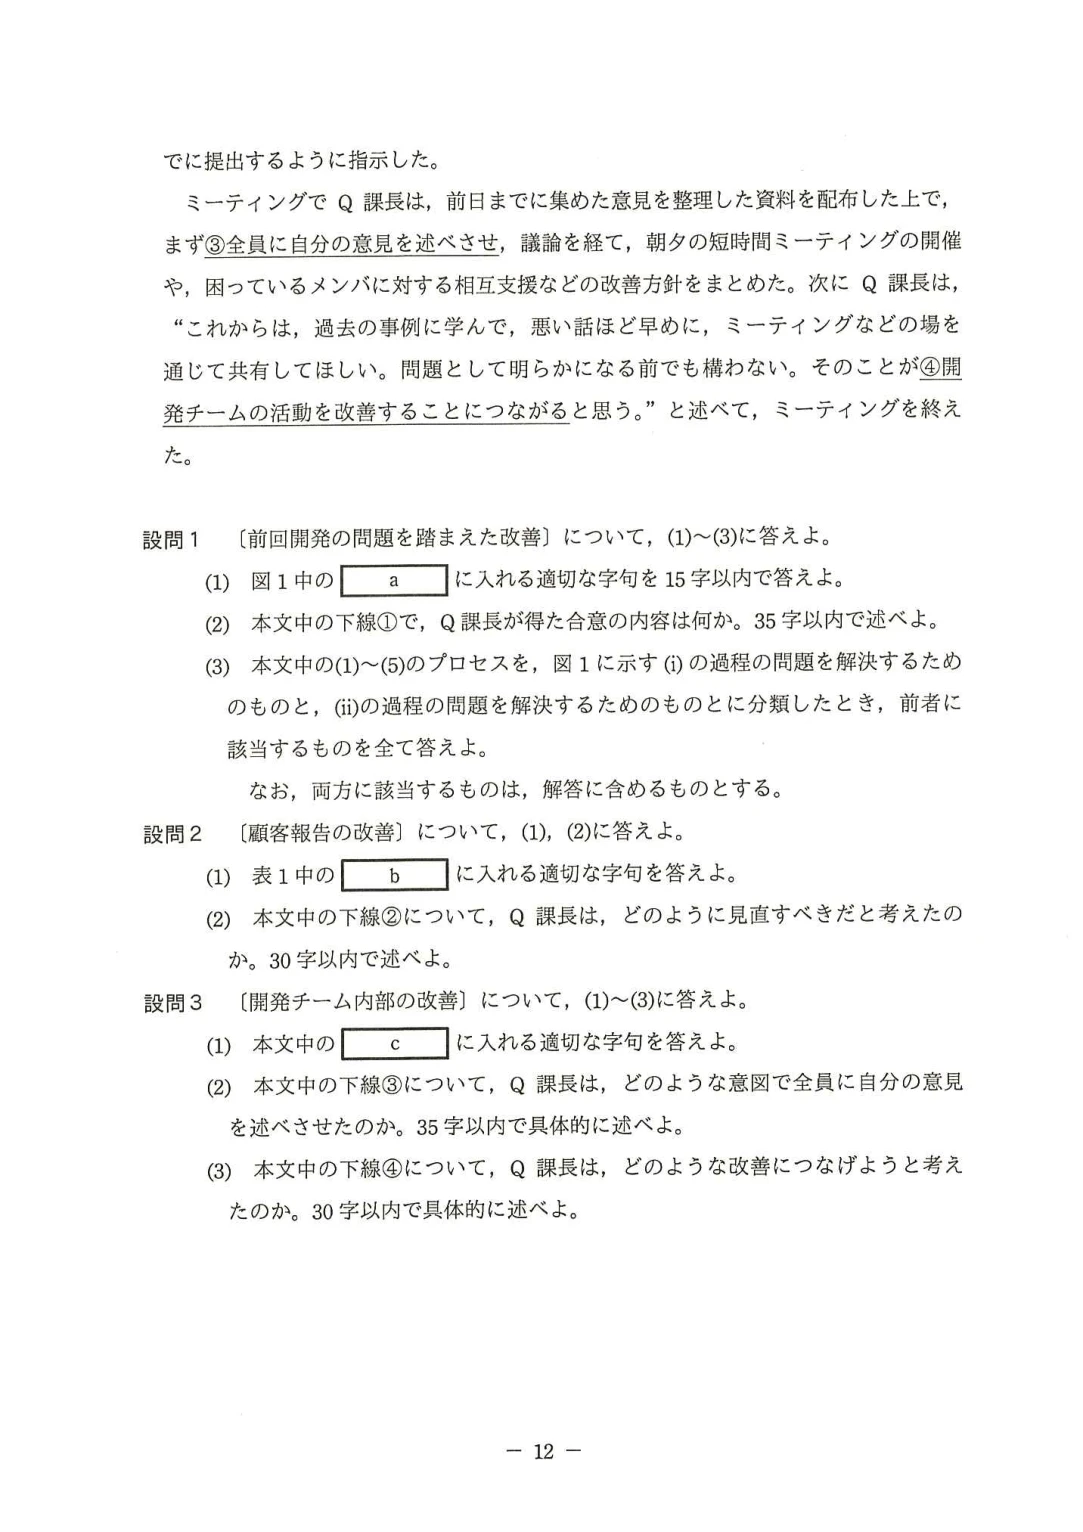 でに提出するように指示した。
ミーティングで Q 課長は，前日までに集めた意見を整理した資料を配布した上で，
まず③全員に自分の意見を述べさせ，議論を経て，朝夕の短時間ミーティングの開催
や，困っているメンバに対する相互支援などの改善方針をまとめた。次に Q 課長は，
“これからは，過去の事例に学んで，悪い話ほど早めに，ミーティングなどの場を
通じて共有してほしい。問題として明らかになる前でも構わない。そのことが④開
発チームの活動を改善することにつながると思う。”と述べて，ミーティングを終え
た。
設問1 〔前回開発の問題を踏まえた改善〕について，(1)～(3)に答えよ。
(1) 図1中の a に入れる適切な字句を 15 字以内で答えよ。
(2) 本文中の下線①で，Q 課長が得た合意の内容は何か。35 字以内で述べよ。
(3) 本文中の(1)～(5)のプロセスを，図1に示す(i)の過程の問題を解決するため
のものと，(ii)の過程の問題を解決するためのものとに分類したとき，前者に
該当するものを全て答えよ。
なお，両方に該当するものは，解答に含めるものとする。
設問2 〔顧客報告の改善〕について，(1)，(2)に答えよ。
(1) 表1中の b に入れる適切な字句を答えよ。
(2) 本文中の下線②について，Q 課長は，どのように見直すべきだと考えたの
か。30 字以内で述べよ。
設問3 〔開発チーム内部の改善〕について，(1)～(3)に答えよ。
(1) 本文中の c に入れる適切な字句を答えよ。
(2) 本文中の下線③について，Q 課長は，どのような意図で全員に自分の意見
を述べさせたのか。35 字以内で具体的に述べよ。
(3) 本文中の下線④について，Q 課長は，どのような改善につなげようと考え
たのか。30 字以内で具体的に述べよ。
－ 12 －